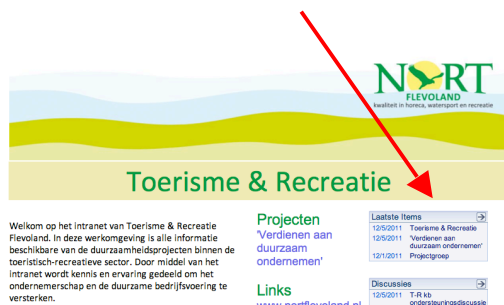 NORT
FLEVOLAND
kwaliteit in horeca, watersport en recreatie
Toerisme & Recreatie
Welkom op het intranet van Toerisme & Recreatie
Flevoland. In deze werkomgeving is alle informatie
beschikbare van de duurzaamheidsprojecten binnen de
toeristisch-recreatieve sector. Door middel van het
intranet wordt kennis en ervaring gedeeld om het
ondernemerschap en de duurzame bedrijfsvoering te
versterken.
Projecten
'Verdienen aan
duurzaam
ondernemen'
Links
www.nortflevoland.nl
Laatste Items
12/5/2011 Toerisme & Recreatie
12/5/2011 'Verdienen aan
duurzaam ondernemen'
12/1/2011 Projectgroep
Discussies
12/5/2011 T-R kb
ondersteuningsdiscussie